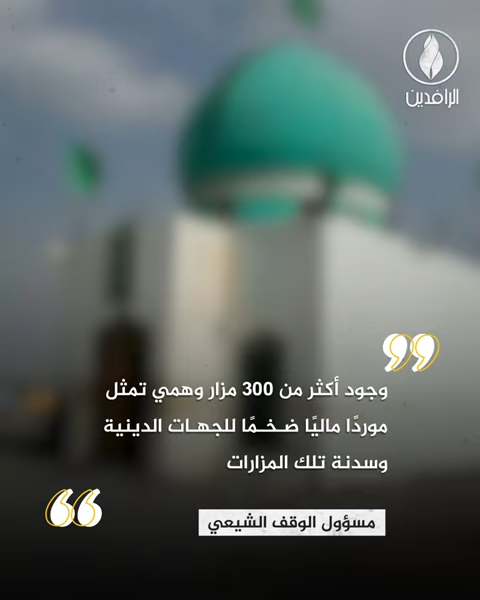 الرافدين
وجود أكثر من 300 مزار وهمي تمثل
موردًا ماليًا ضخمًا للجهات الدينية
وسدنة تلك المزارات
مسؤول الوقف الشيعي